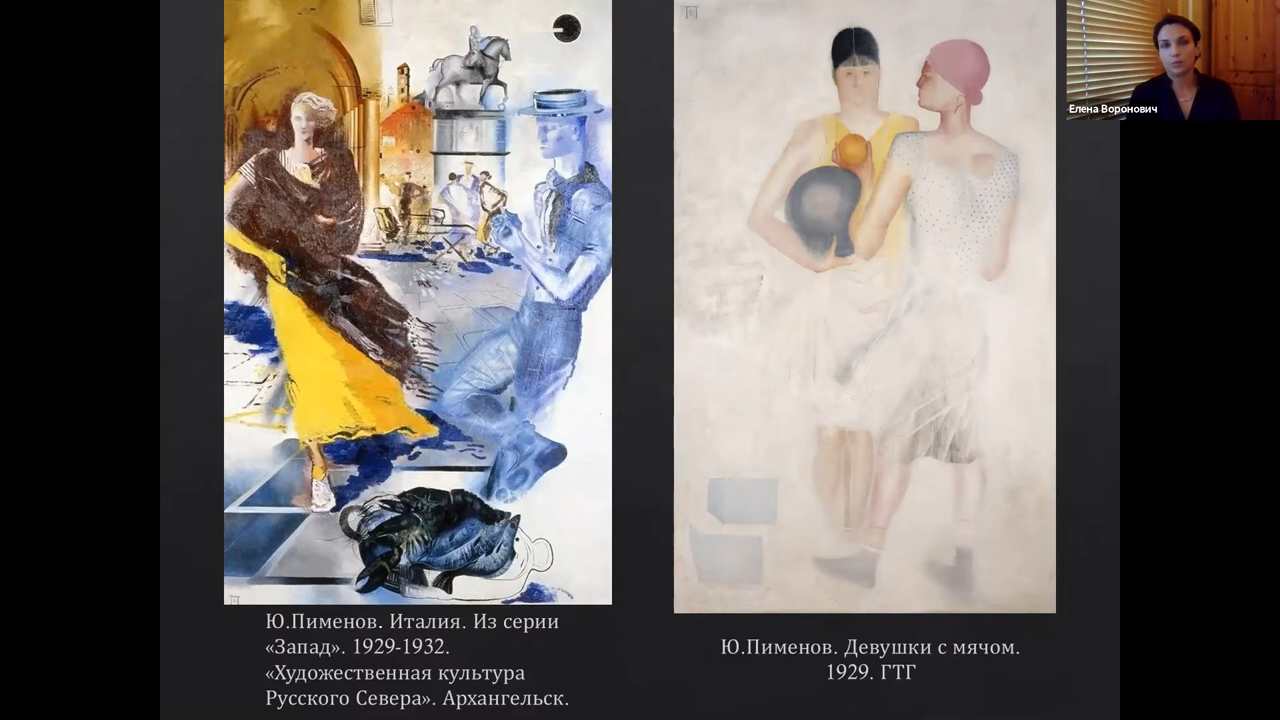 Елена Воронович
Ю.Пименов. Италия. Из серии
«Запад». 1929-1932.
«Художественная культура
Русского Севера». Архангельск.
Ю.Пименов. Девушки с мячом.
1929. ГТГ